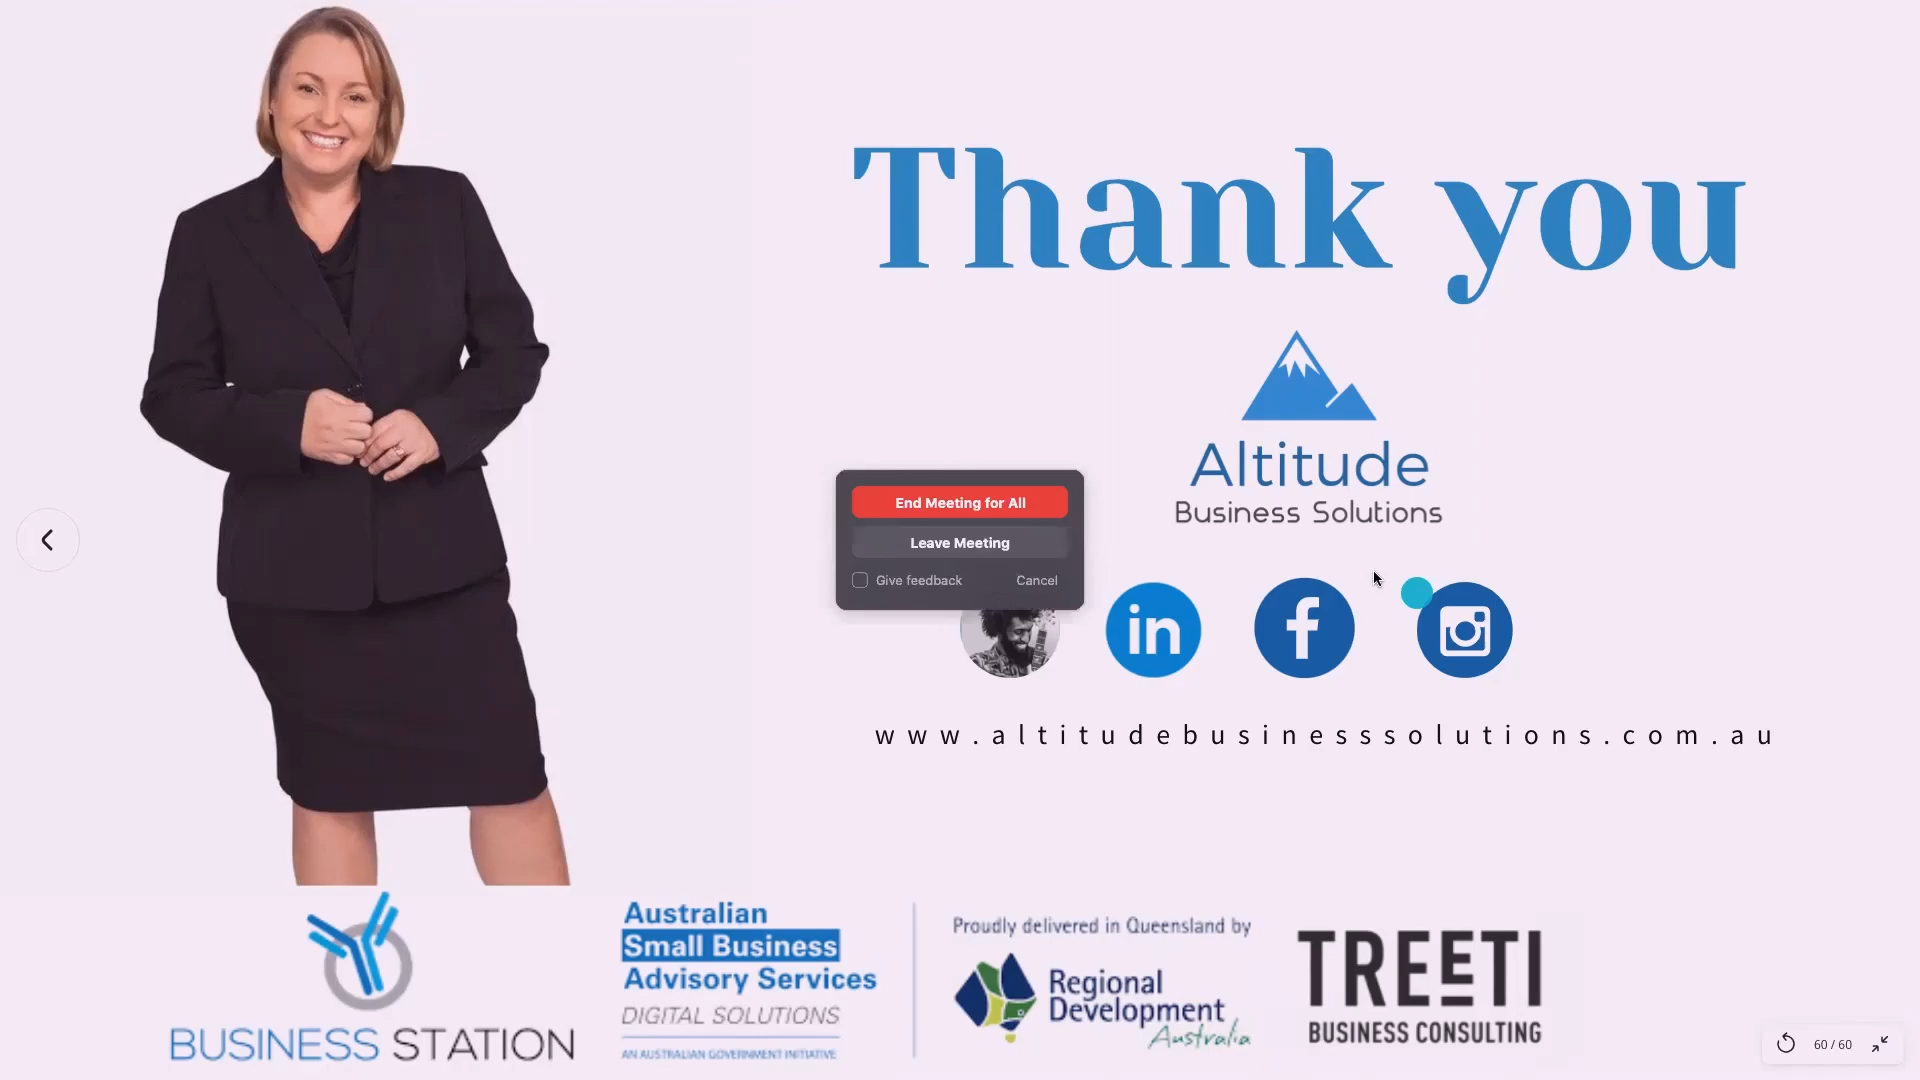 Thank you
Altitude
Business Solutions
End Meeting for All
Leave Meeting
Give feedback
Cancel
in
f
www.altitudebusinesssolutions.com.au
BUSINESS STATION
Australian
Small Business
Advisory Services
DIGITAL SOLUTIONS
AN AUSTRALIAN GOVERNMENT INITIATIVE
Proudly delivered in Queensland by
Regional
Development
Australia
TREETI
BUSINESS CONSULTING
60 / 60